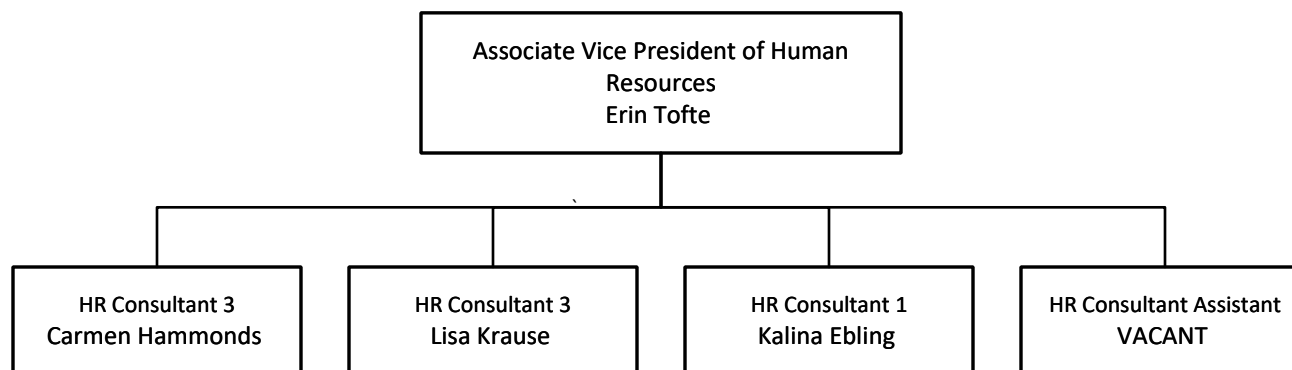 Associate Vice President of Human
Resources
Erin Tofte
HR Consultant 3
Carmen Hammonds
HR Consultant 3
Lisa Krause
HR Consultant 1
Kalina Ebling
HR Consultant Assistant
VACANT